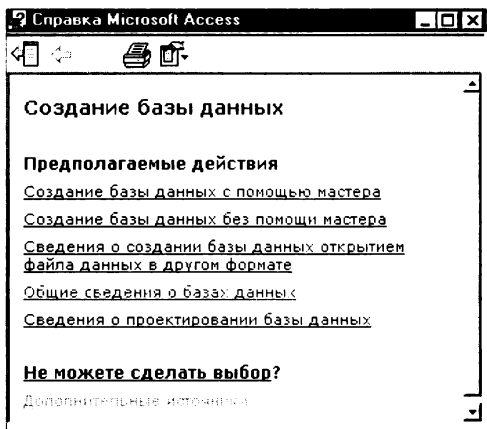 Справка Microsoft Access
Создание базы данных
Предполагаемые действия
Создание базы данных с помощью мастера
Создание базы данных без помощи мастера
Сведения о создании базы данных открытием
файла данных в другом формате
Общие сведения о базах данных
Сведения о проектировании базы данных
Не можете сделать выбор?
Дополнительные источники